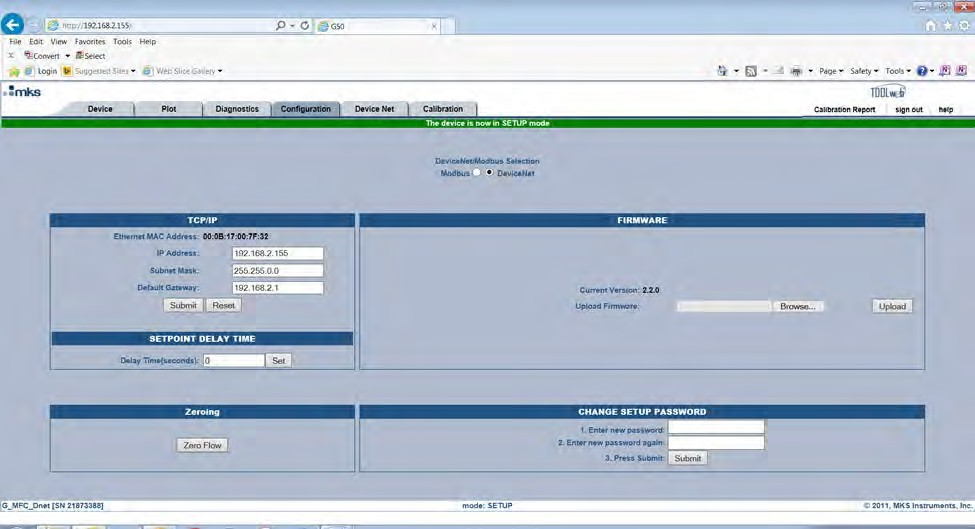 http://192.168.2.155/
G50
File Edit View Favorites Tools Help
Convert Select
Login Suggested Sites Web Slice Gallery
Page Safety Tools
mks
TOOLweb
Device Plot Diagnostics Configuration Device Net Calibration
Calibration Report sign out help
The device is now in SETUP mode
DeviceNet/Modbus Selection
Modbus DeviceNet
TCP/IP
Ethernet MAC Address: 00:0B:17:00:7F:32
IP Address: 192.168.2.155
Subnet Mask: 255.255.0.0
Default Gateway: 192.168.2.1
Submit Reset
SETPOINT DELAY TIME
Delay Time(seconds): 0 Set
FIRMWARE
Current Version: 2.2.0
Upload Firmware: Browse... Upload
Zeroing
Zero Flow
CHANGE SETUP PASSWORD
1. Enter new password:
2. Enter new password again:
3. Press Submit: Submit
G_MFC_Dnet [SN 21873388] mode: SETUP © 2011, MKS Instruments, Inc.